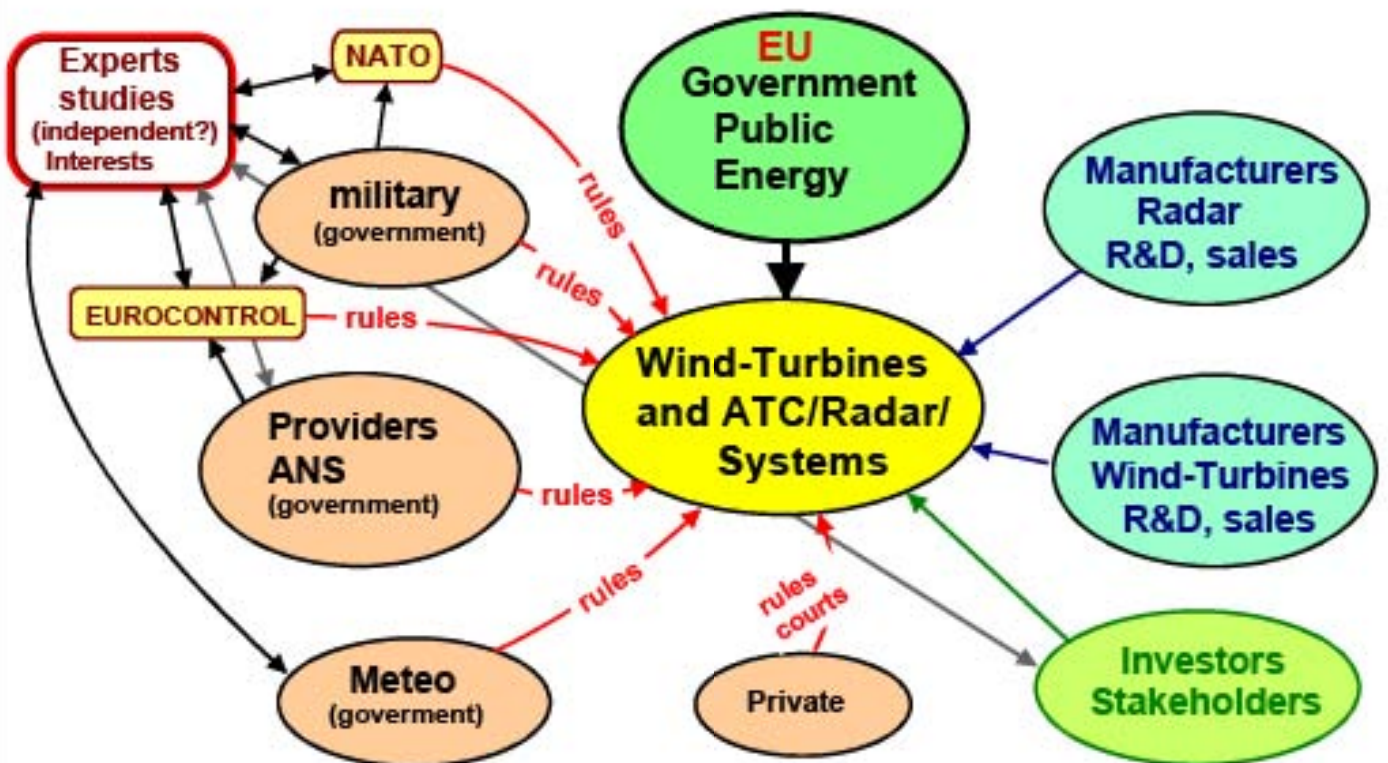 Experts
studies
(independent?)
Interests
NATO
EU
Government
Public
Energy
military
(government)
rules
rules
Manufacturers
Radar
R&D, sales
EUROCONTROL
rules
Wind-Turbines
and ATC/Radar/
Systems
Providers
ANS
(government)
rules
Manufacturers
Wind-Turbines
R&D, sales
rules
rules
courts
Meteo
(goverment)
Private
Investors
Stakeholders